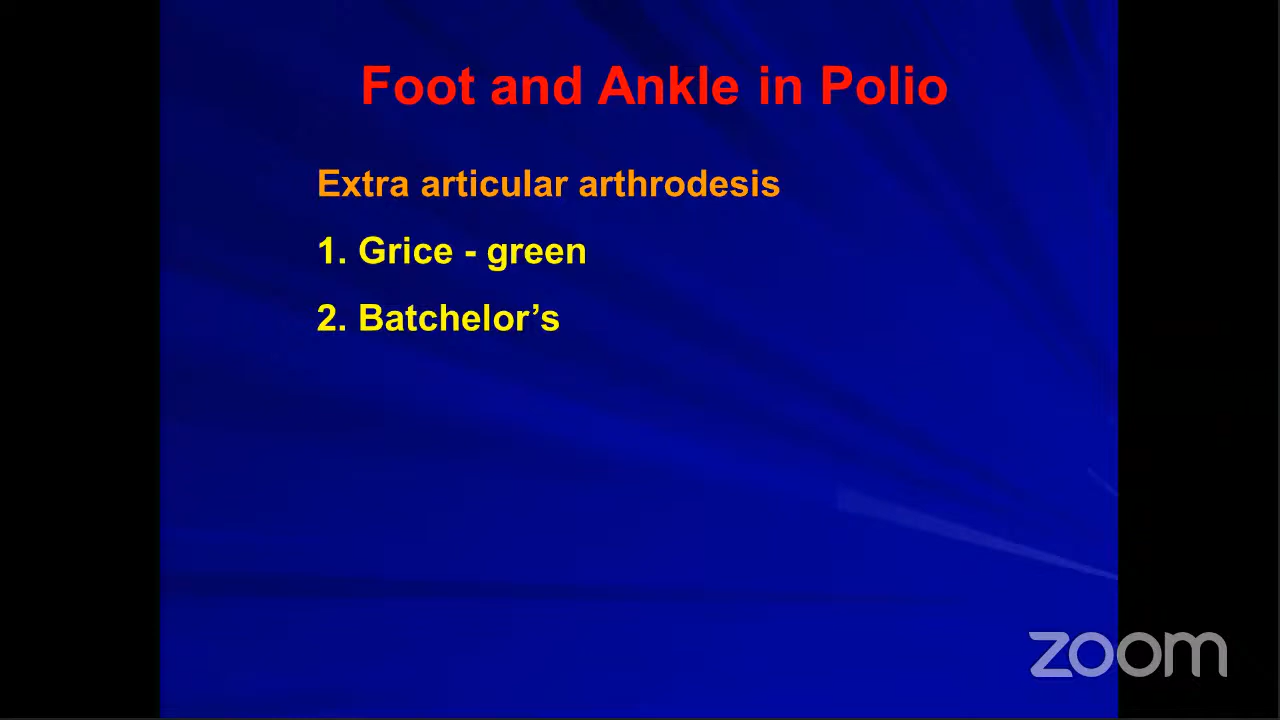 Foot and Ankle in Polio
Extra articular arthrodesis
1. Grice - green
2. Batchelor’s
zoom